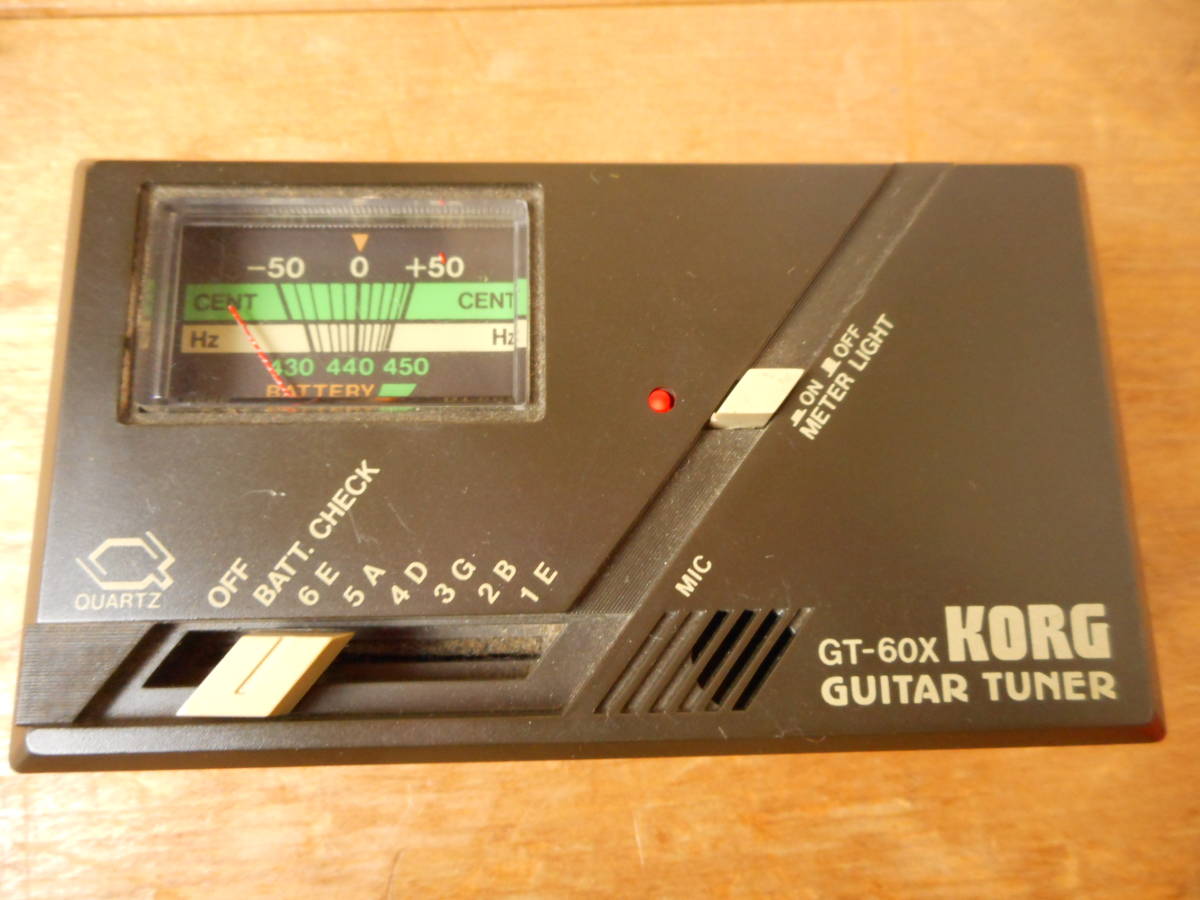 -50 0 +50
CENT CENT
Hz Hz
430 440 450
BATTERY
ON OFF
METER LIGHT
QUARTZ
OFF
BATT. CHECK
6 E
5 A
4 D
3 G
2 B
1 E
MIC
GT-60X KORG
GUITAR TUNER